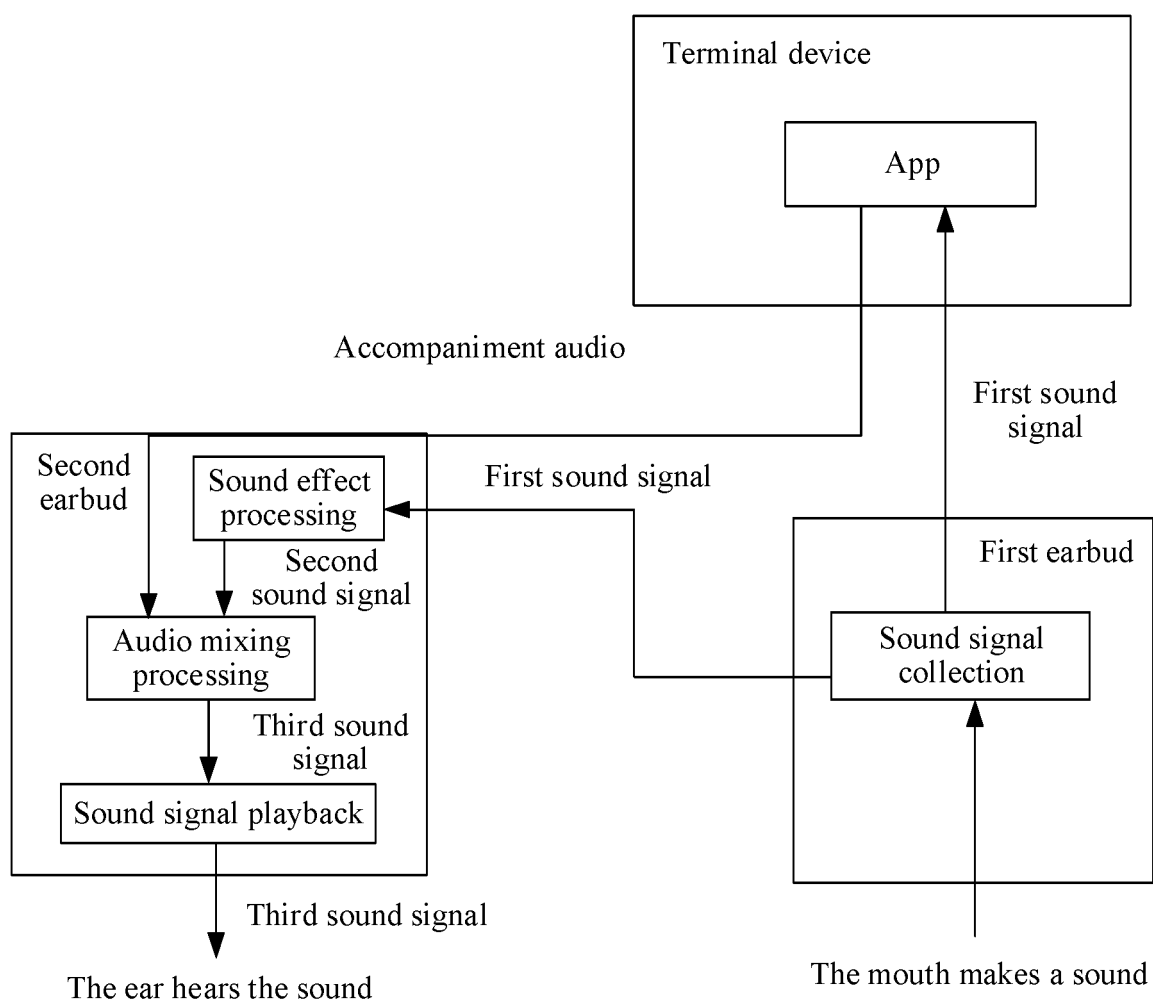 Terminal device
App
Accompaniment audio
First sound
signal
Second
earbud
Sound effect
processing
First sound signal
First earbud
Second
sound signal
Audio mixing
processing
Sound signal
collection
Third sound
signal
Sound signal playback
Third sound signal
The ear hears the sound
The mouth makes a sound